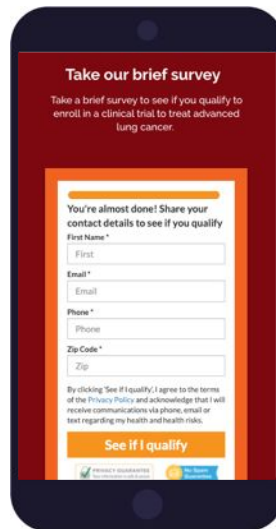 Take our brief survey
Take a brief survey to see if you qualify to
enroll in a clinical trial to treat advanced
lung cancer.
You're almost done! Share your
contact details to see if you qualify
First Name *
First
Email *
Email
Phone *
Phone
Zip Code *
Zip
By clicking 'See if I qualify', I agree to the terms
of the Privacy Policy and acknowledge that I will
receive communications via phone, email or
text regarding my health and health risks.
See if I qualify
PRIVACY GUARANTEE
No Spam
Guarantee